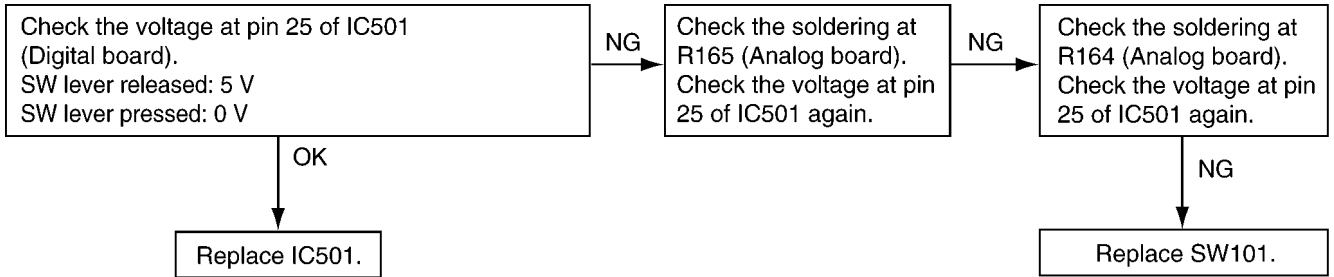 Check the voltage at pin 25 of IC501
(Digital board).
SW lever released: 5 V
SW lever pressed: 0 V
NG
Check the soldering at
R165 (Analog board).
Check the voltage at pin
25 of IC501 again.
NG
Check the soldering at
R164 (Analog board).
Check the voltage at pin
25 of IC501 again.
OK
NG
Replace IC501.
Replace SW101.